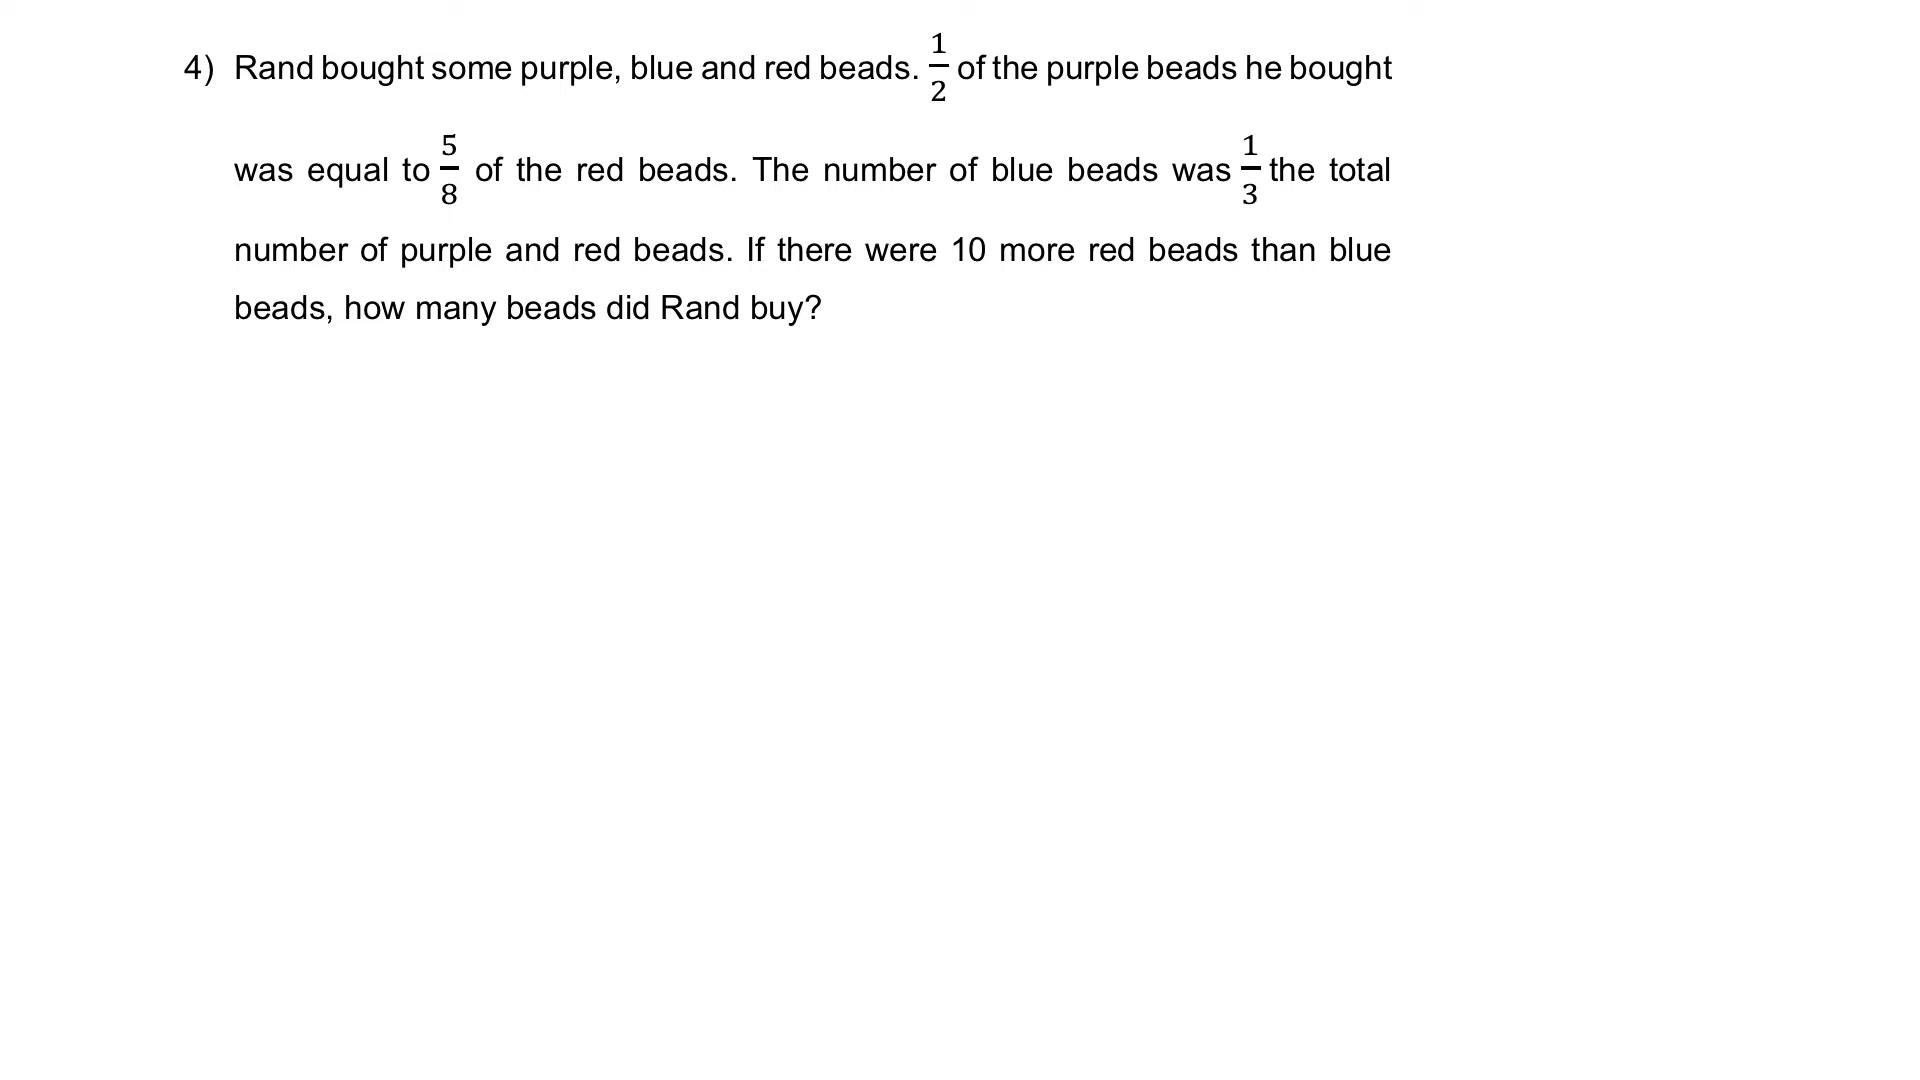 4) Rand bought some purple, blue and red beads. 1/2 of the purple beads he bought
was equal to 5/8 of the red beads. The number of blue beads was 1/3 the total
number of purple and red beads. If there were 10 more red beads than blue
beads, how many beads did Rand buy?